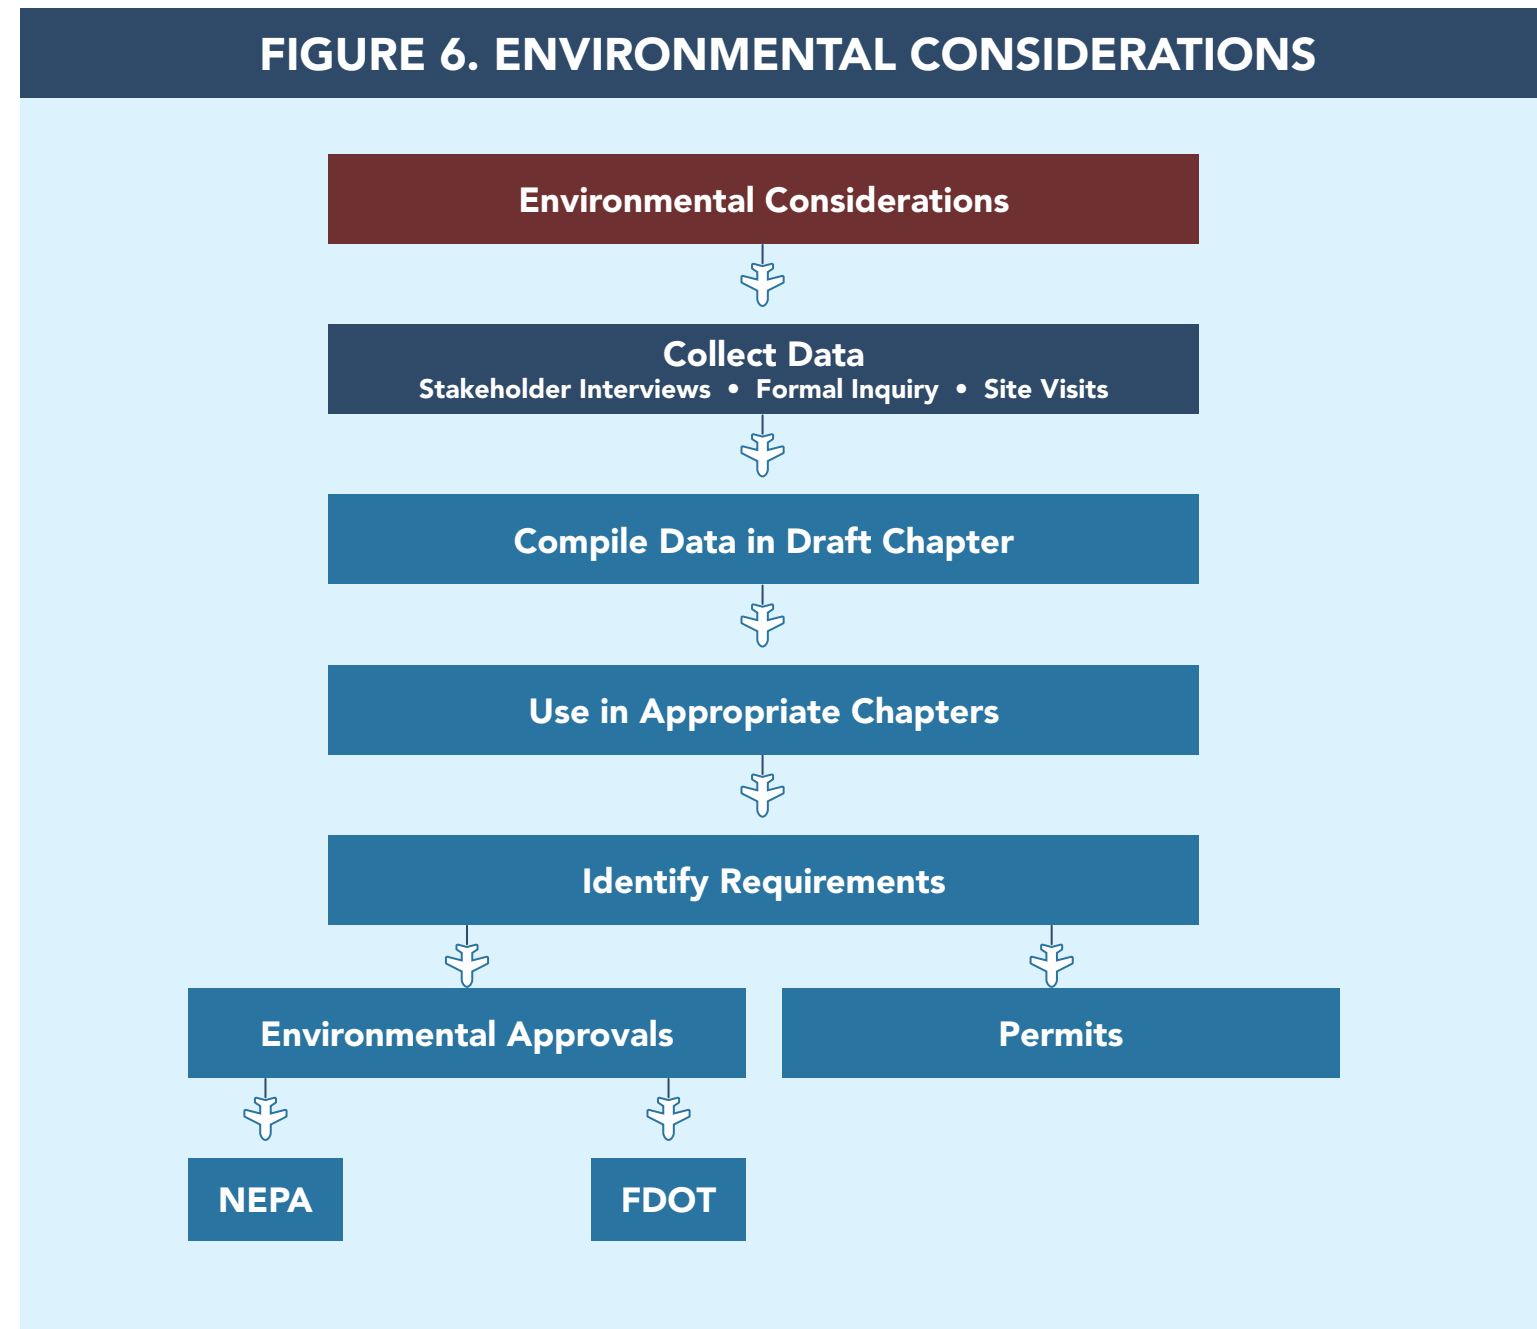 FIGURE 6. ENVIRONMENTAL CONSIDERATIONS
Environmental Considerations
Collect Data
Stakeholder Interviews • Formal Inquiry • Site Visits
Compile Data in Draft Chapter
Use in Appropriate Chapters
Identify Requirements
Environmental Approvals
Permits
NEPA
FDOT